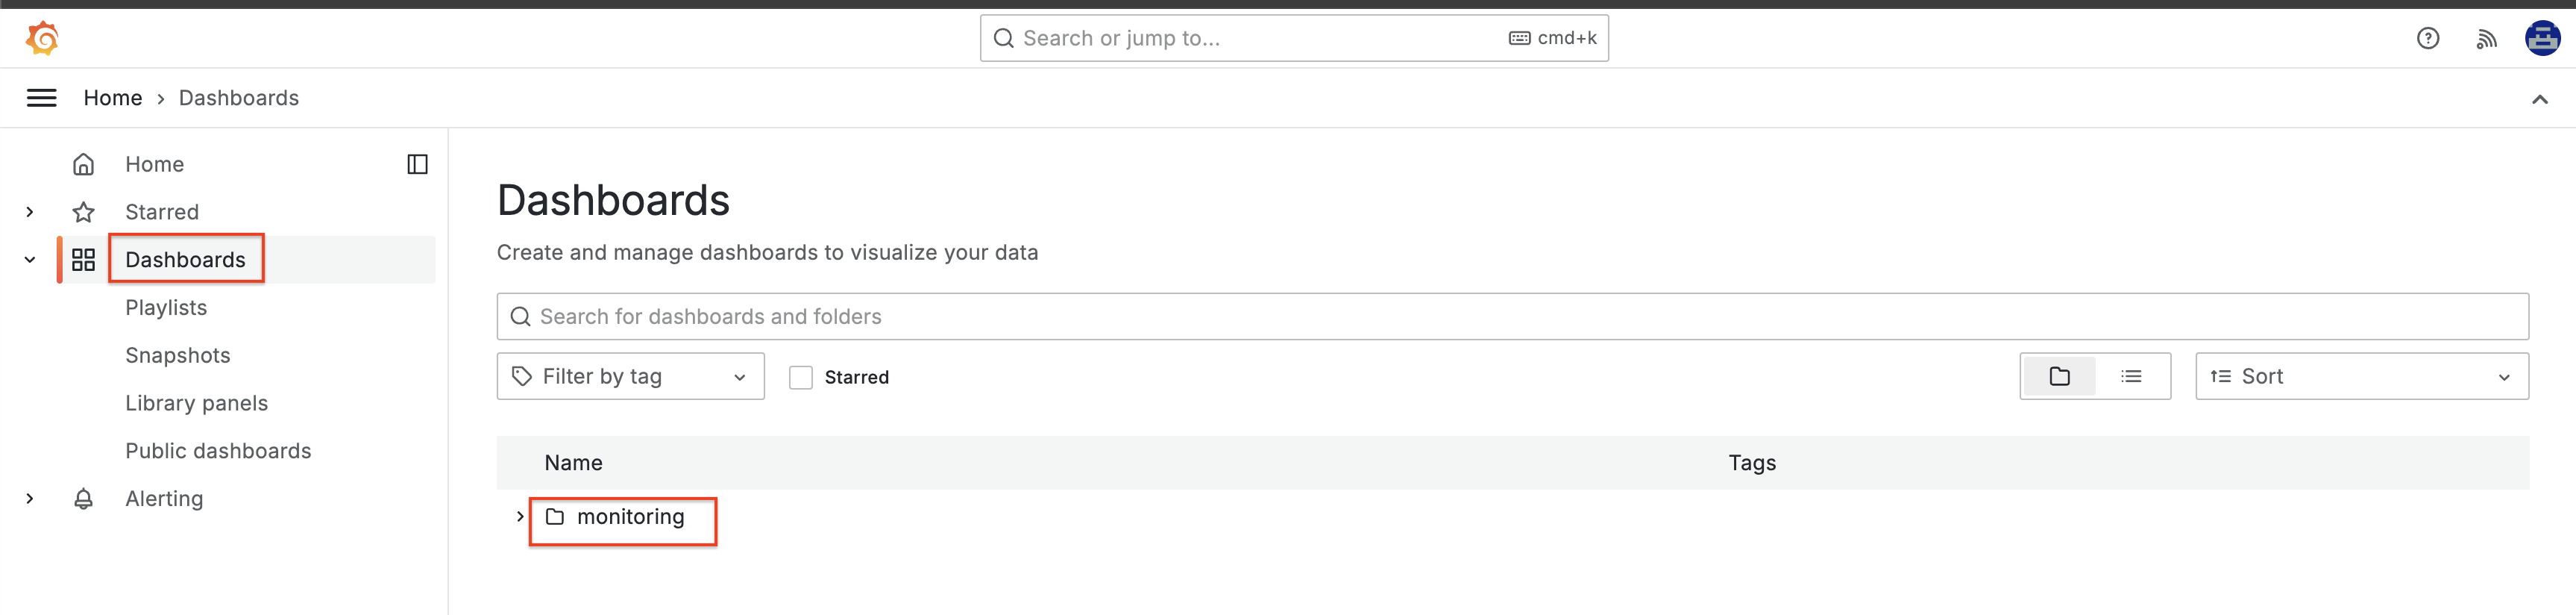 Search or jump to... cmd+k
Home > Dashboards
Home
Starred
Dashboards
Playlists
Snapshots
Library panels
Public dashboards
Alerting
Dashboards
Create and manage dashboards to visualize your data
Search for dashboards and folders
Filter by tag Starred Sort
Name Tags
monitoring